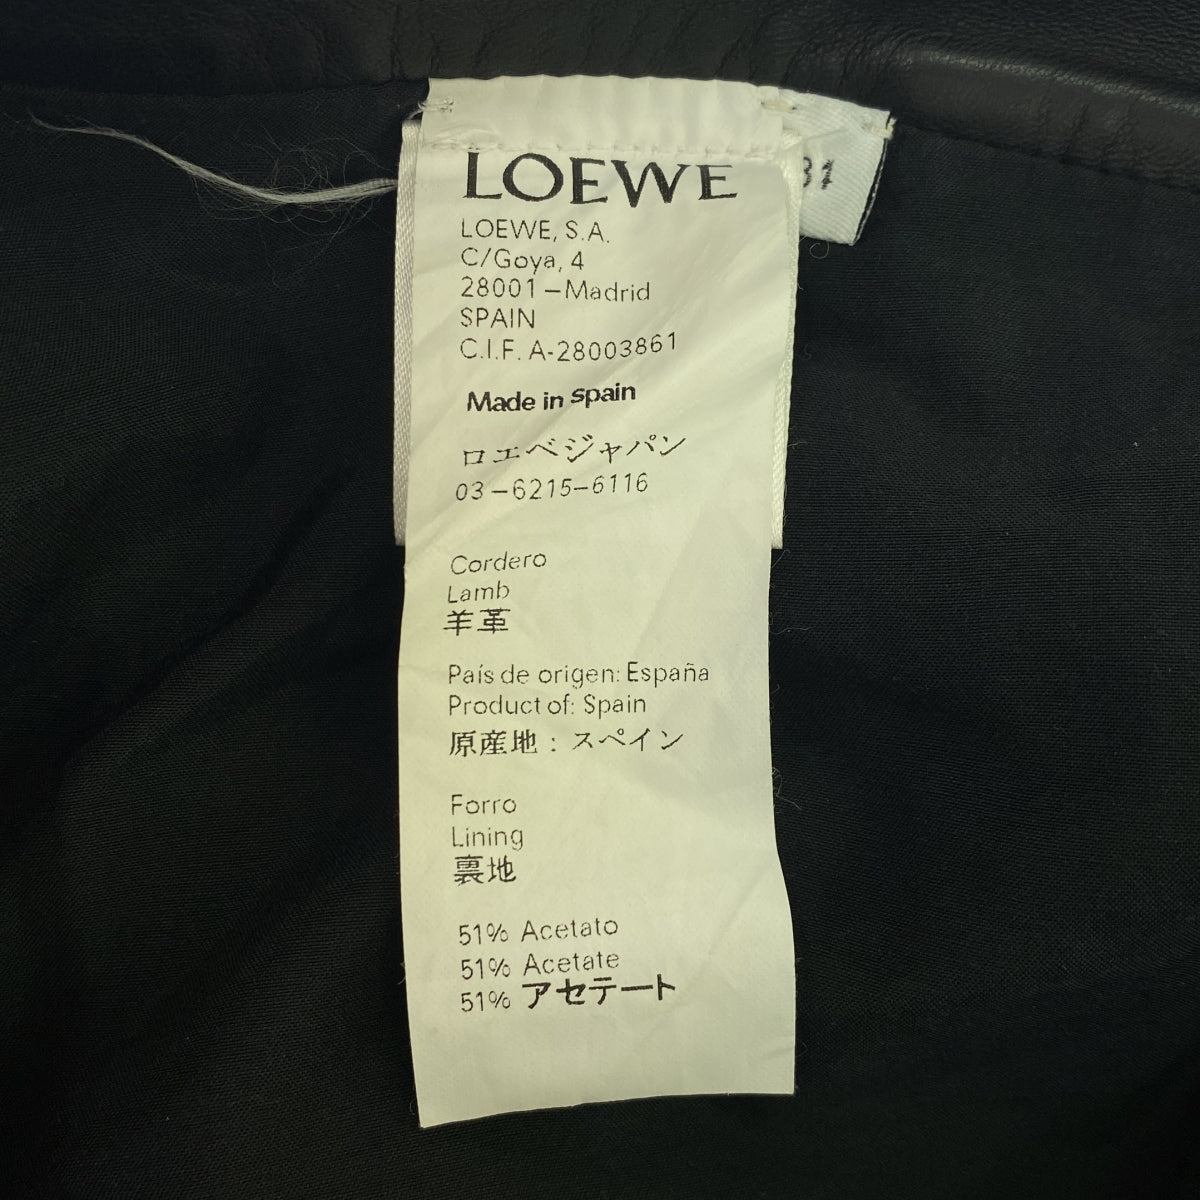 LOEWE
LOEWE, S.A.
C/Goya, 4
28001 – Madrid
SPAIN
C.I.F. A-28003861
Made in spain
ロエベジャパン
03-6215-6116
Cordero
Lamb
羊革
País de origen: España
Product of: Spain
原産地：スペイン
Forro
Lining
裏地
51% Acetato
51% Acetate
51% アセテート